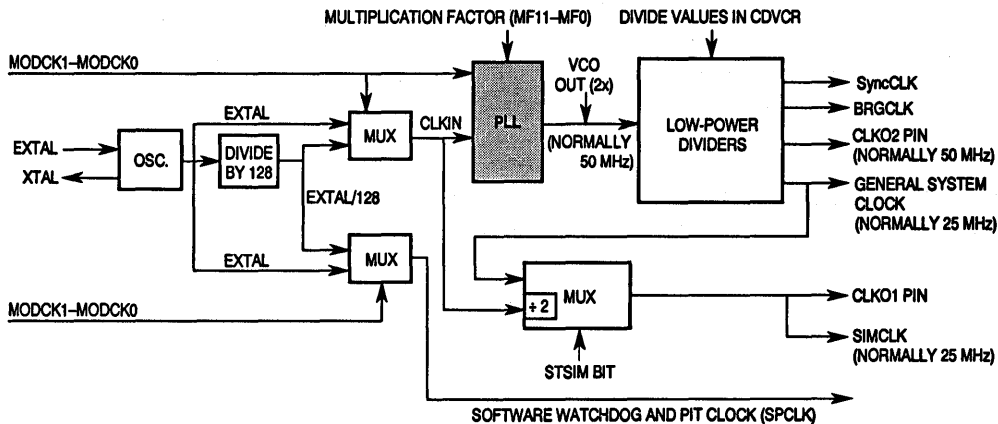 MULTIPLICATION FACTOR (MF11–MF0)
DIVIDE VALUES IN CDVCR
MODCK1–MODCK0
VCO
OUT (2x)
SyncCLK
BRGCLK
EXTAL
MUX
CLKIN
PLL
(NORMALLY
50 MHz)
LOW-POWER
DIVIDERS
CLKO2 PIN
(NORMALLY 50 MHz)
EXTAL
XTAL
OSC.
DIVIDE
BY 128
GENERAL SYSTEM
CLOCK
(NORMALLY 25 MHz)
EXTAL/128
EXTAL
MUX
MUX
÷ 2
CLKO1 PIN
MODCK1–MODCK0
SIMCLK
(NORMALLY 25 MHz)
STSIM BIT
SOFTWARE WATCHDOG AND PIT CLOCK (SPCLK)